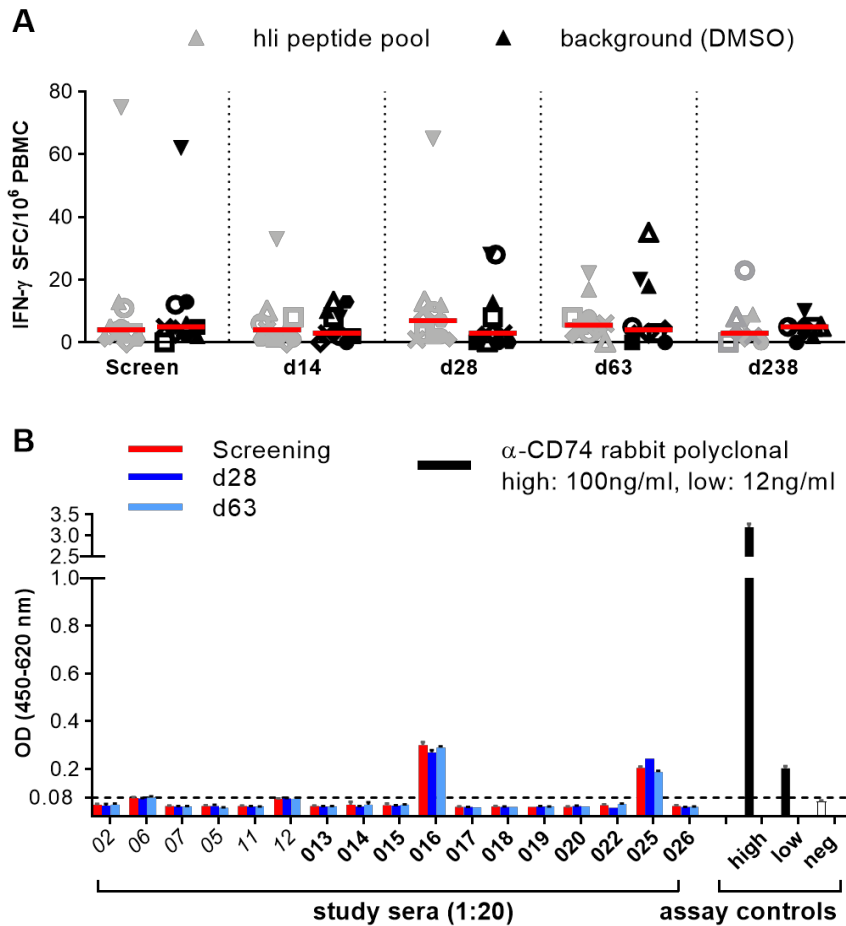 A
hli peptide pool
background (DMSO)
IFN-γ SFC/10⁶ PBMC
80
60
40
20
0
Screen
d14
d28
d63
d238
B
Screening
d28
d63
α-CD74 rabbit polyclonal
high: 100ng/ml, low: 12ng/ml
OD (450-620 nm)
3.5
3.0
2.5
1.0
0.8
0.6
0.4
0.2
0.08
02
06
07
05
11
12
013
014
015
016
017
018
019
020
022
025
026
high
low
neg
study sera (1:20)
assay controls